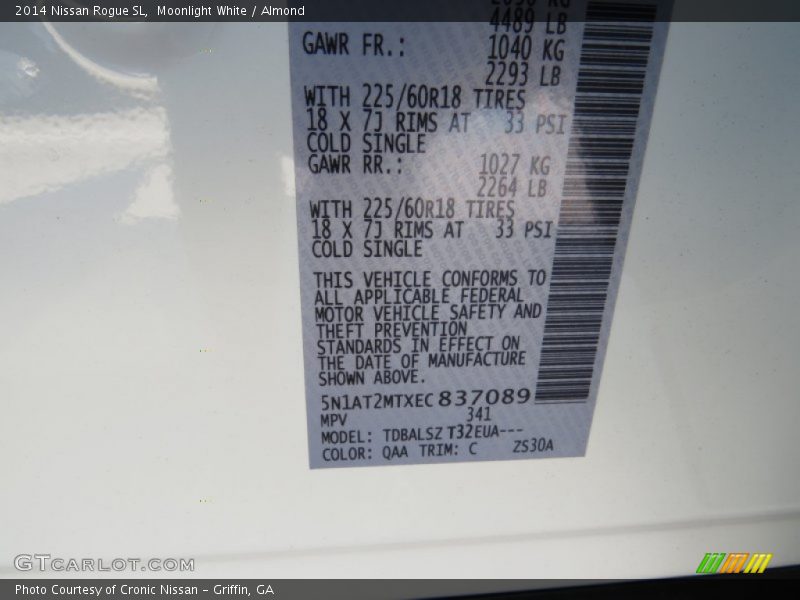 2014 Nissan Rogue SL, Moonlight White / Almond
4489 LB
GAWR FR.: 1040 KG
2293 LB
WITH 225/60R18 TIRES
18 X 7J RIMS AT 33 PSI
COLD SINGLE
GAWR RR.: 1027 KG
2264 LB
WITH 225/60R18 TIRES
18 X 7J RIMS AT 33 PSI
COLD SINGLE
THIS VEHICLE CONFORMS TO
ALL APPLICABLE FEDERAL
MOTOR VEHICLE SAFETY AND
THEFT PREVENTION
STANDARDS IN EFFECT ON
THE DATE OF MANUFACTURE
SHOWN ABOVE.
5N1AT2MTXEC837089
MPV 341
MODEL: TDBALSZ T32EUA---
COLOR: QAA TRIM: C ZS30A
GTCARLOT.COM
Photo Courtesy of Cronic Nissan – Griffin, GA